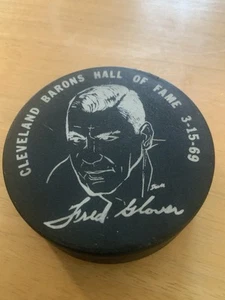 CLEVELAND BARONS HALL OF FAME 3-15-69
Fred Glover